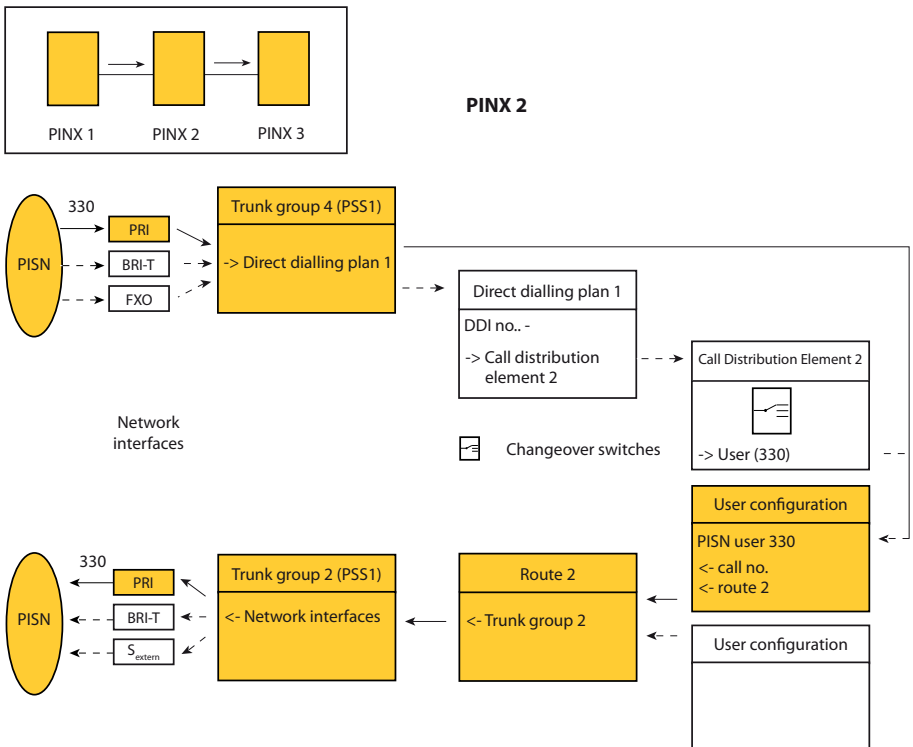 PINX 1
PINX 2
PINX 3
PINX 2
330
PISN
PRI
BRI-T
FXO
Trunk group 4 (PSS1)
-> Direct dialling plan 1
Direct dialling plan 1
DDI no.. -
-> Call distribution
element 2
Call Distribution Element 2
-> User (330)
Network
interfaces
Changeover switches
User configuration
PISN user 330
<- call no.
<- route 2
330
PISN
PRI
BRI-T
S extern
Trunk group 2 (PSS1)
<- Network interfaces
Route 2
<- Trunk group 2
User configuration